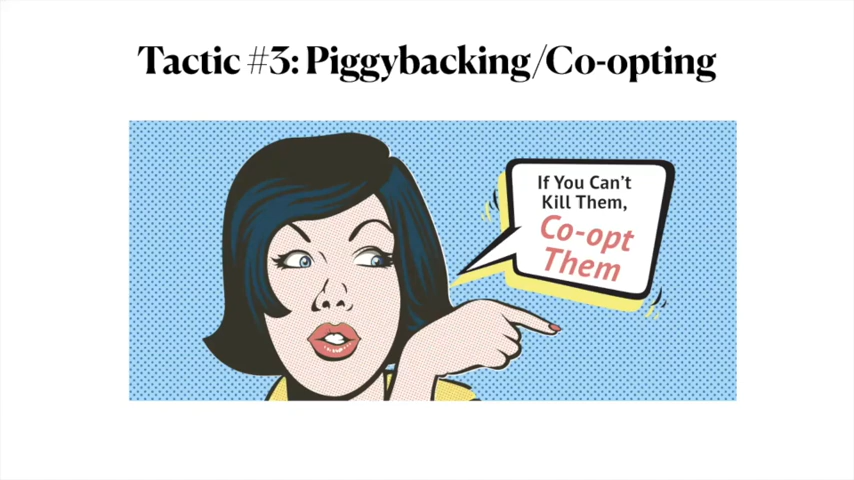 Tactic #3: Piggybacking/Co-opting
If You Can't
Kill Them,
Co-opt
Them